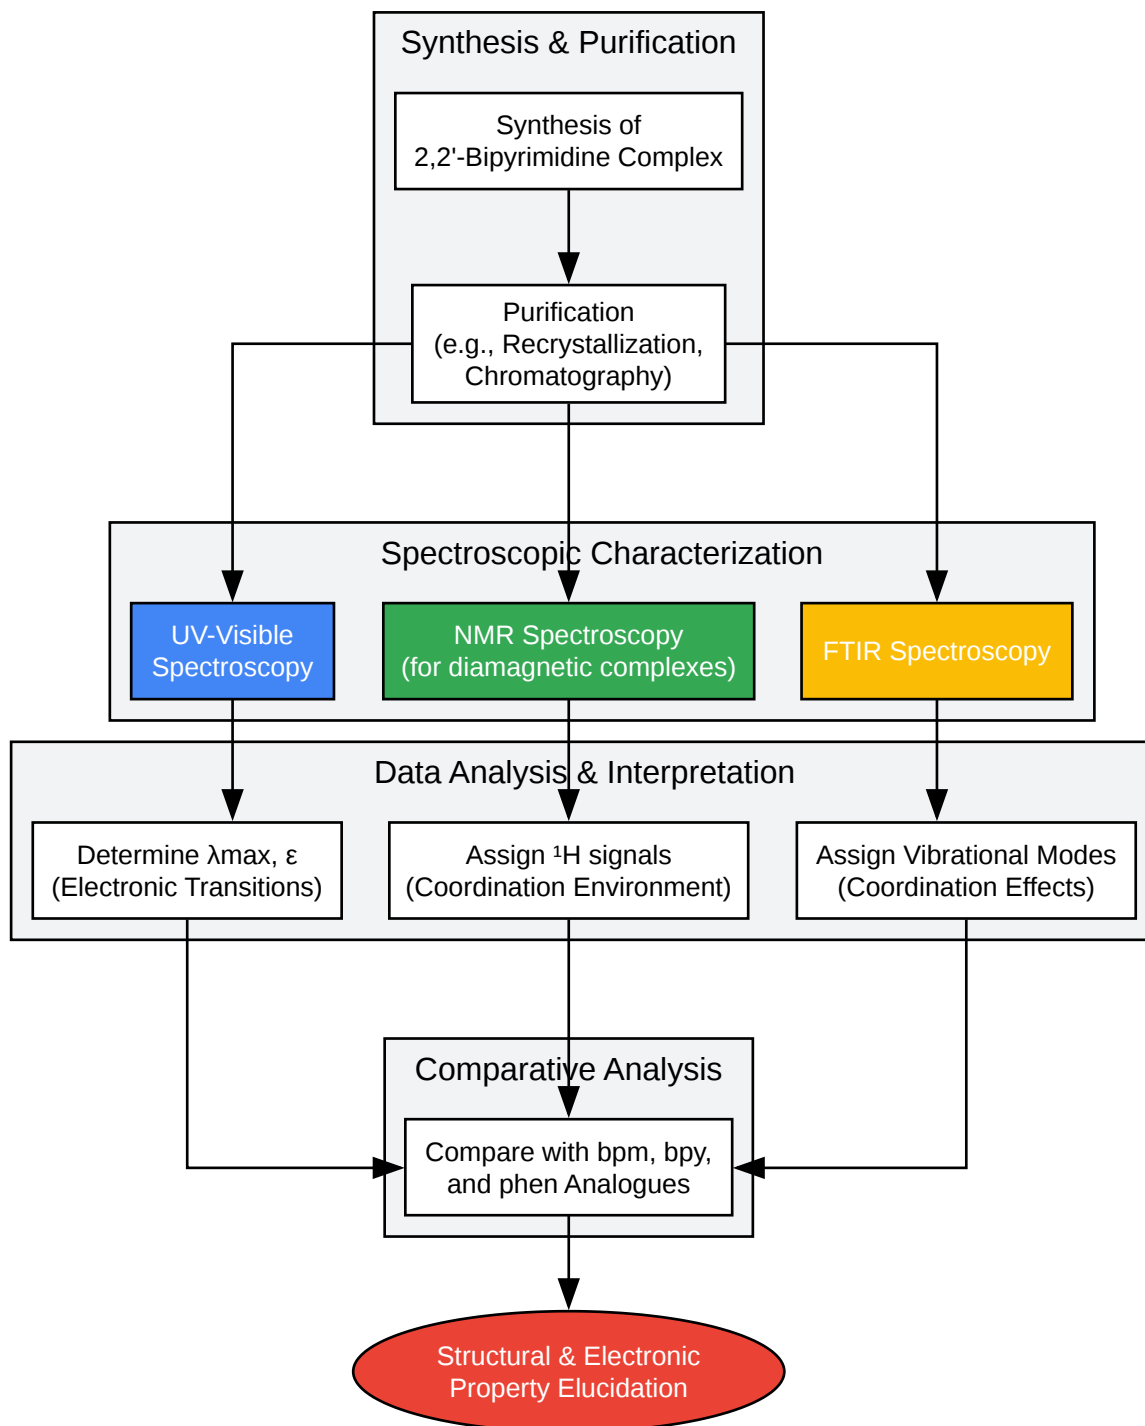 Synthesis & Purification
Synthesis of
2,2'-Bipyrimidine Complex
Purification
(e.g., Recrystallization,
Chromatography)
Spectroscopic Characterization
UV-Visible
Spectroscopy
NMR Spectroscopy
(for diamagnetic complexes)
FTIR Spectroscopy
Data Analysis & Interpretation
Determine λmax, ε
(Electronic Transitions)
Assign ¹H signals
(Coordination Environment)
Assign Vibrational Modes
(Coordination Effects)
Comparative Analysis
Compare with bpm, bpy,
and phen Analogues
Structural & Electronic
Property Elucidation